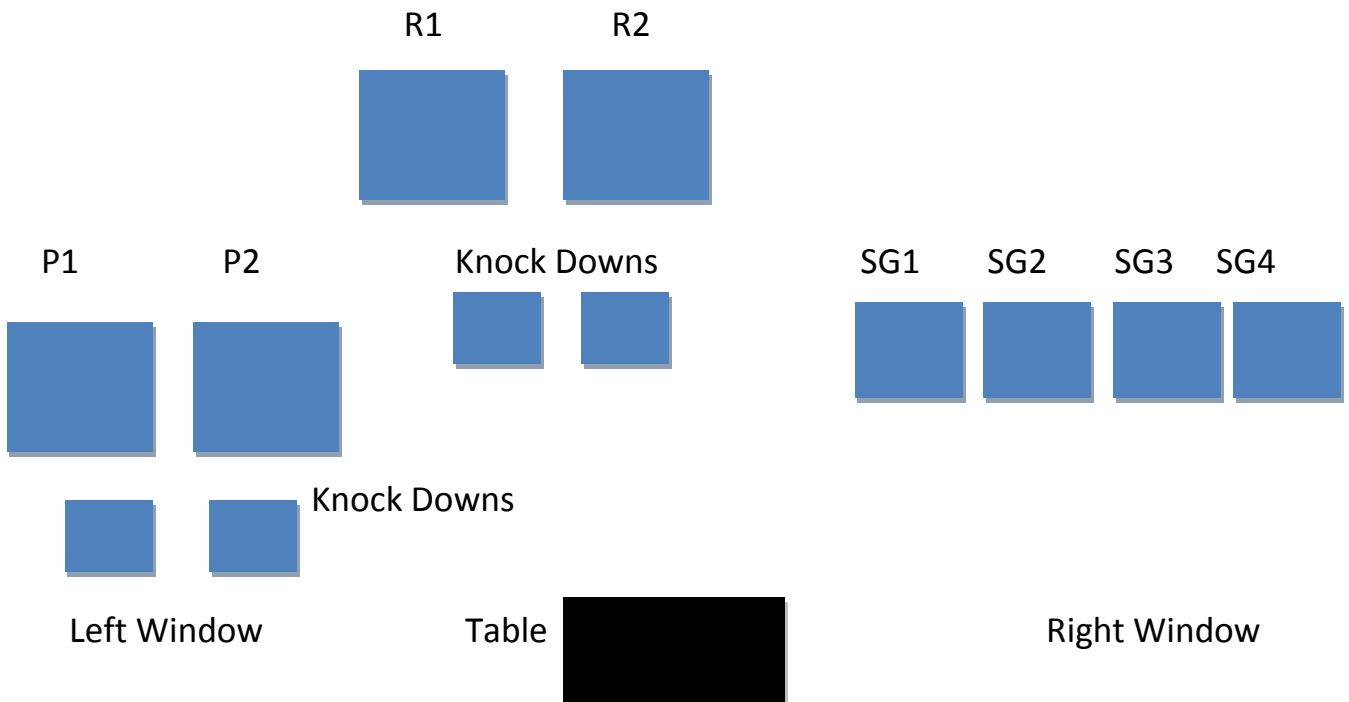 R1 R2
P1 P2 Knock Downs SG1 SG2 SG3 SG4
Knock Downs
Left Window Table Right Window